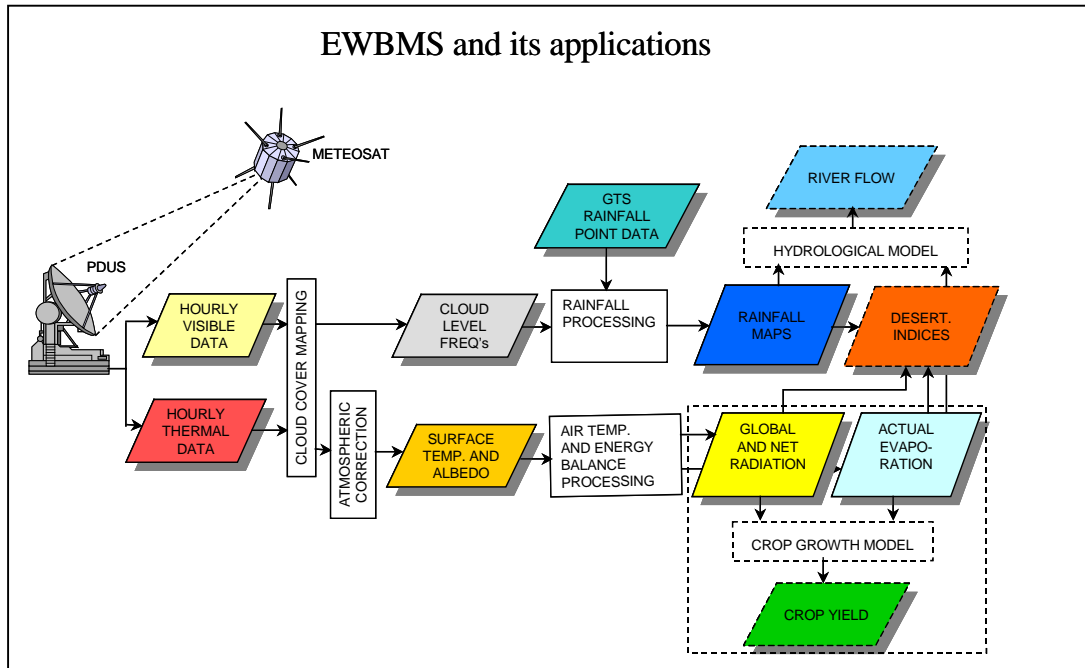 EWBMS and its applications
METEOSAT
PDUS
RIVER FLOW
GTS
RAINFALL
POINT DATA
HYDROLOGICAL MODEL
HOURLY
VISIBLE
DATA
CLOUD COVER MAPPING
CLOUD
LEVEL
FREQ's
RAINFALL
PROCESSING
RAINFALL
MAPS
DESERT.
INDICES
HOURLY
THERMAL
DATA
ATMOSPHERIC
CORRECTION
SURFACE
TEMP. AND
ALBEDO
AIR TEMP.
AND ENERGY
BALANCE
PROCESSING
GLOBAL
AND NET
RADIATION
ACTUAL
EVAPO-
RATION
CROP GROWTH MODEL
CROP YIELD